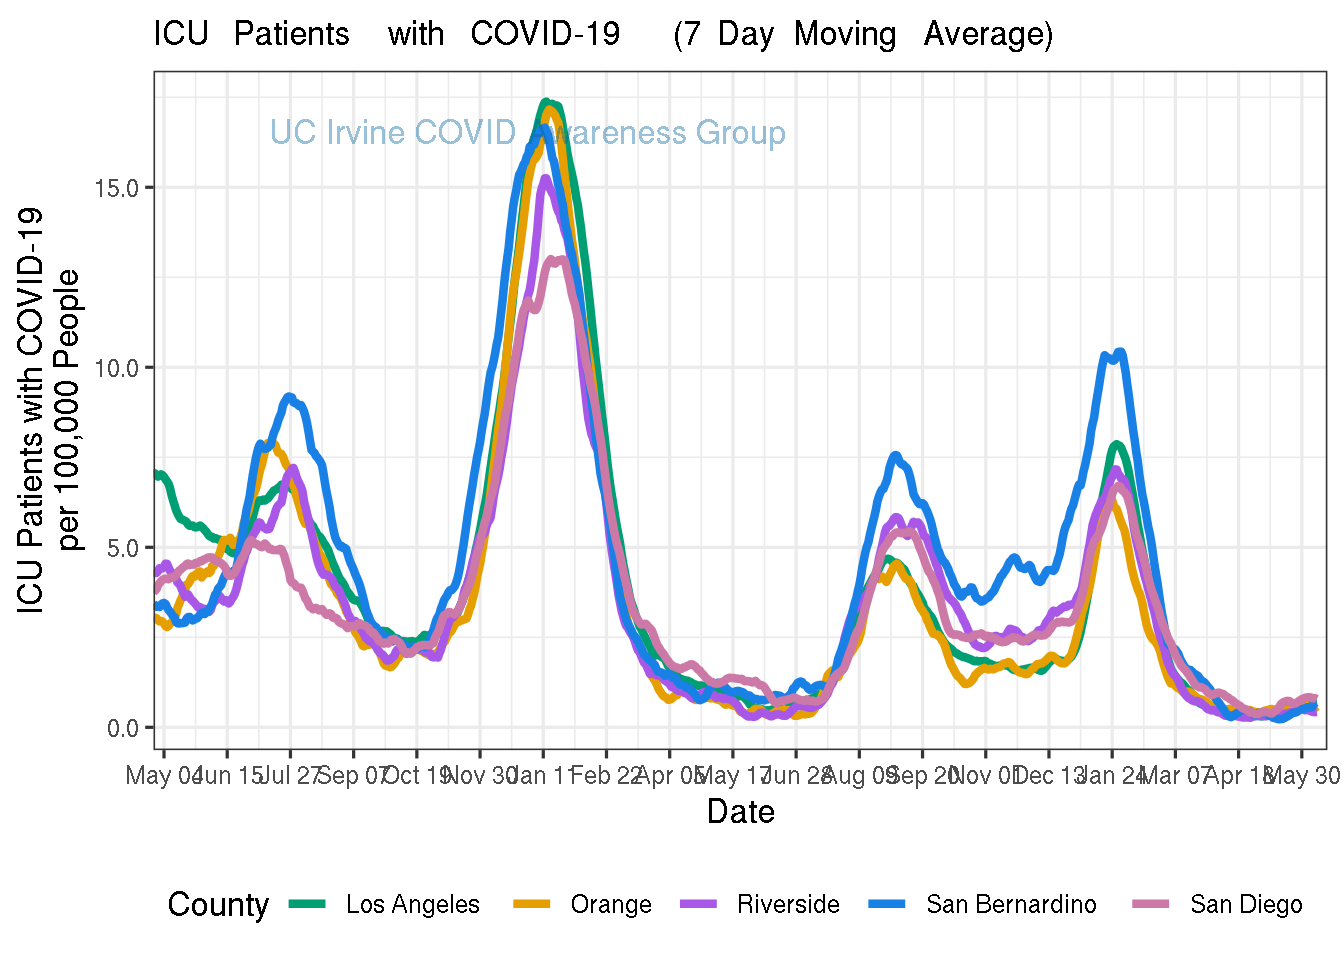 ICU Patients with COVID-19 (7 Day Moving Average)
UC Irvine COVID Awareness Group
ICU Patients with COVID-19
per 100,000 People
15.0
10.0
5.0
0.0
May 04 Jun 15 Jul 27 Sep 07 Oct 19 Nov 30 Jan 11 Feb 22 Apr 05 May 17 Jun 28 Aug 09 Sep 20 Nov 01 Dec 13 Jan 24 Mar 07 Apr 18 May 30
Date
County Los Angeles Orange Riverside San Bernardino San Diego